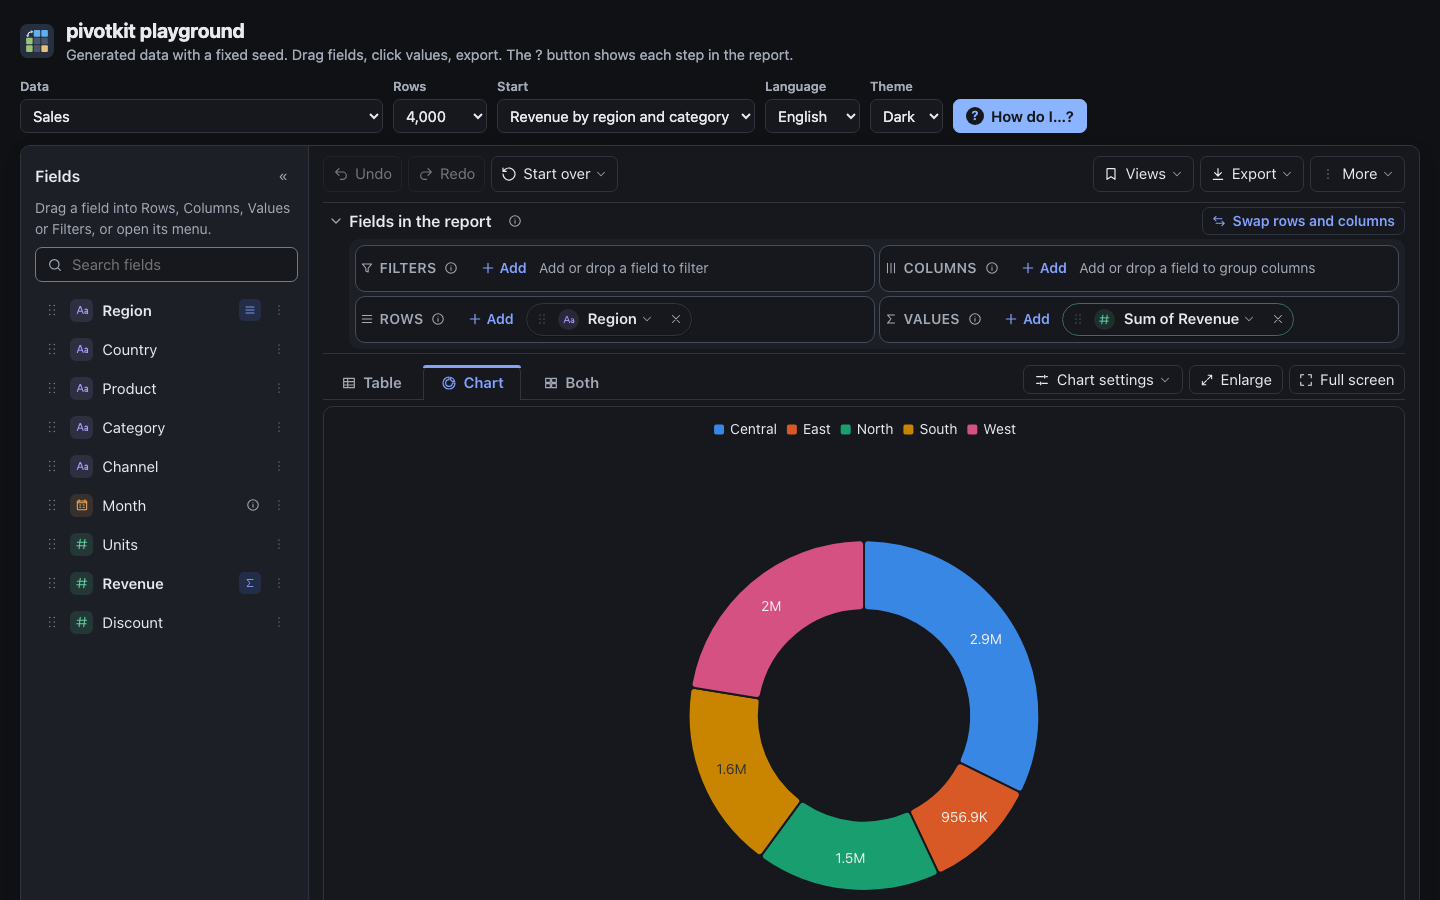 pivotkit playground
Generated data with a fixed seed. Drag fields, click values, export. The ? button shows each step in the report.
Data
Rows
Start
Language
Theme
Sales
4,000
Revenue by region and category
English
Dark
? How do I...?
Fields
«
Drag a field into Rows, Columns, Values
or Filters, or open its menu.
Search fields
Aa Region
Aa Country
Aa Product
Aa Category
Aa Channel
Month
# Units
# Revenue Σ
# Discount
Undo
Redo
Start over
Views
Export
More
Fields in the report
Swap rows and columns
FILTERS + Add Add or drop a field to filter
COLUMNS + Add Add or drop a field to group columns
ROWS + Add Aa Region ×
Σ VALUES + Add # Sum of Revenue ×
Table
Chart
Both
Chart settings
Enlarge
Full screen
Central East North South West
2M
2.9M
1.6M
956.9K
1.5M